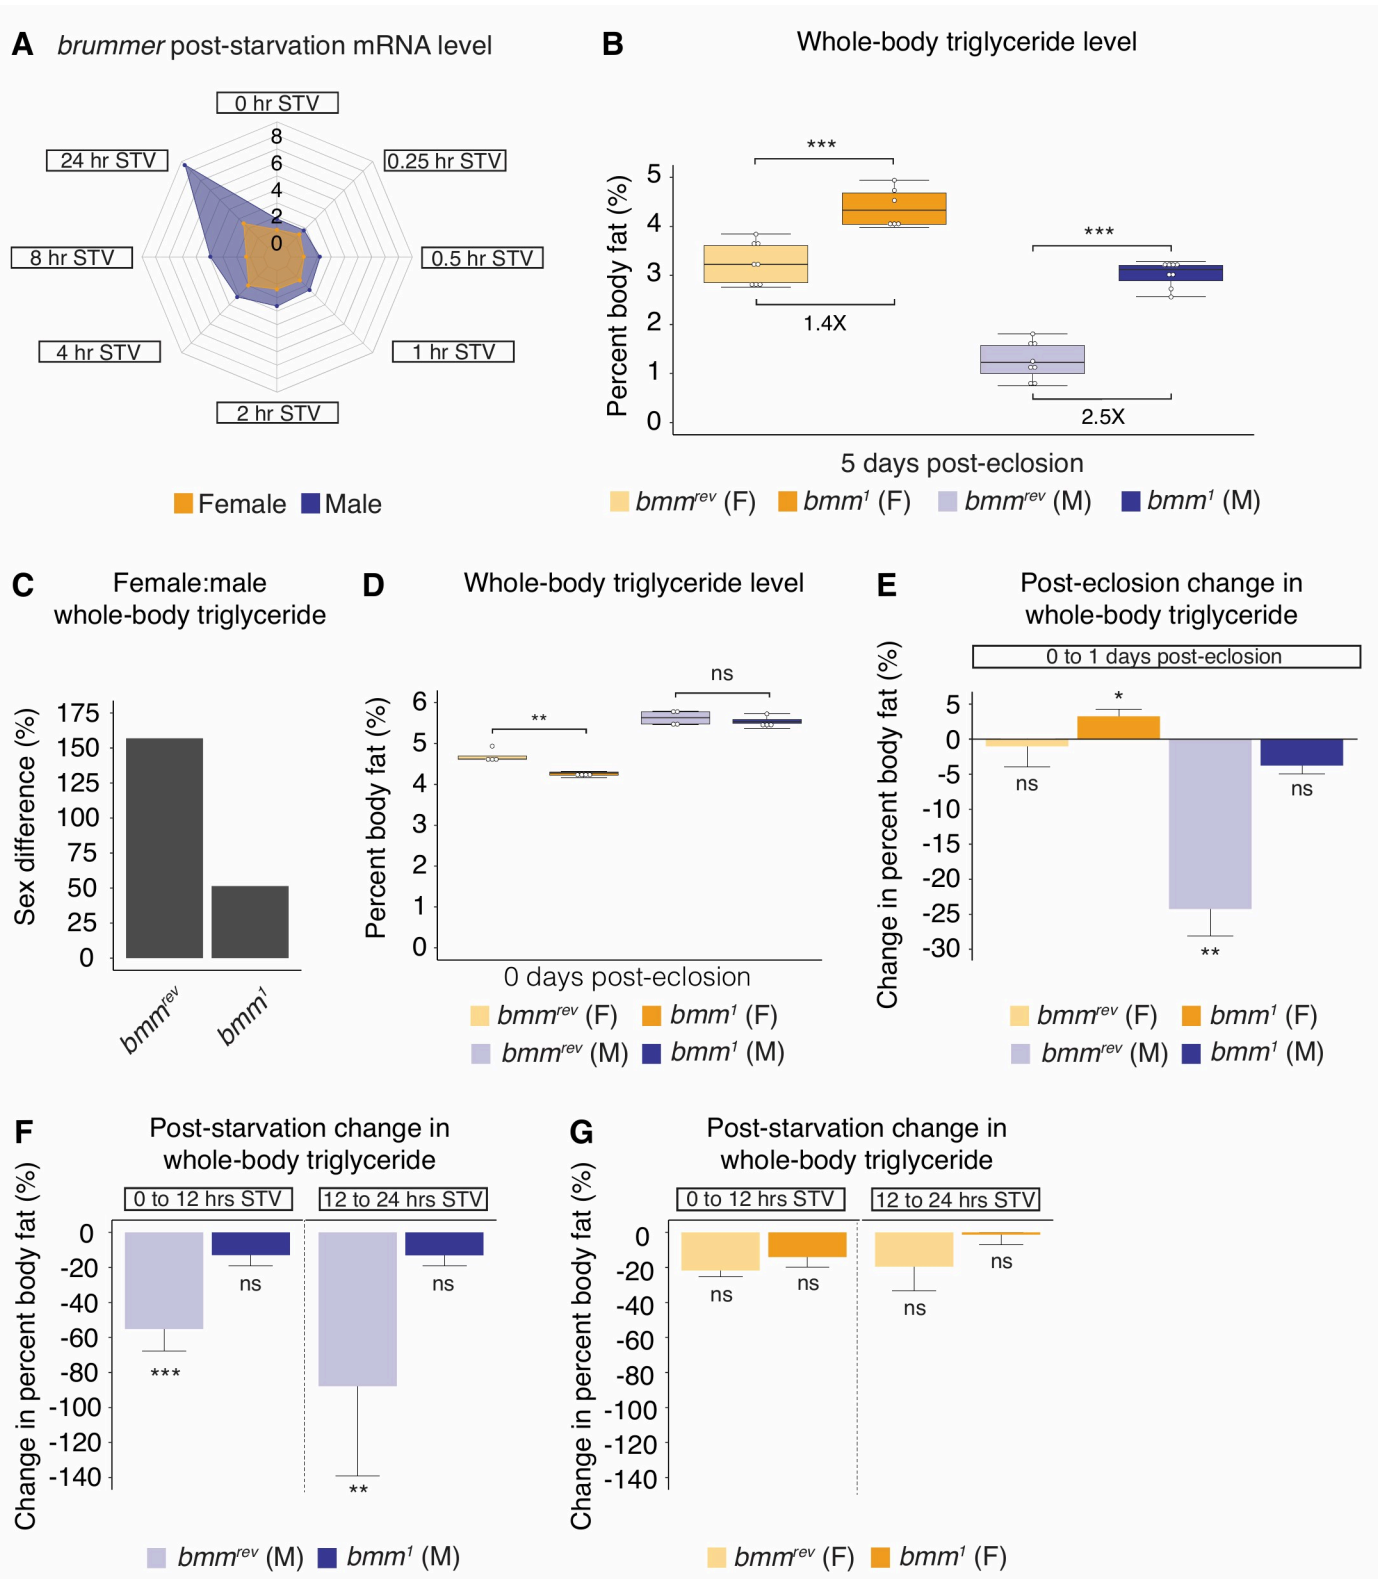 A
brummer post-starvation mRNA level
0 hr STV
0.25 hr STV
0.5 hr STV
1 hr STV
2 hr STV
4 hr STV
8 hr STV
24 hr STV
8
6
4
2
0
Female Male
B
Whole-body triglyceride level
Percent body fat (%)
5
4
3
2
1
0
***
1.4X
***
2.5X
5 days post-eclosion
bmmrev (F) bmm1 (F) bmmrev (M) bmm1 (M)
C
Female:male
whole-body triglyceride
Sex difference (%)
175
150
125
100
75
50
25
0
bmmrev
bmm1
D
Whole-body triglyceride level
Percent body fat (%)
6
5
4
3
2
1
0
**
ns
0 days post-eclosion
bmmrev (F) bmm1 (F)
bmmrev (M) bmm1 (M)
E
Post-eclosion change in
whole-body triglyceride
0 to 1 days post-eclosion
Change in percent body fat (%)
5
0
-5
-10
-15
-20
-25
-30
ns
*
**
ns
bmmrev (F) bmm1 (F)
bmmrev (M) bmm1 (M)
F
Post-starvation change in
whole-body triglyceride
0 to 12 hrs STV
12 to 24 hrs STV
Change in percent body fat (%)
0
-20
-40
-60
-80
-100
-120
-140
***
ns
**
ns
bmmrev (M) bmm1 (M)
G
Post-starvation change in
whole-body triglyceride
0 to 12 hrs STV
12 to 24 hrs STV
Change in percent body fat (%)
0
-20
-40
-60
-80
-100
-120
-140
ns
ns
ns
ns
bmmrev (F) bmm1 (F)